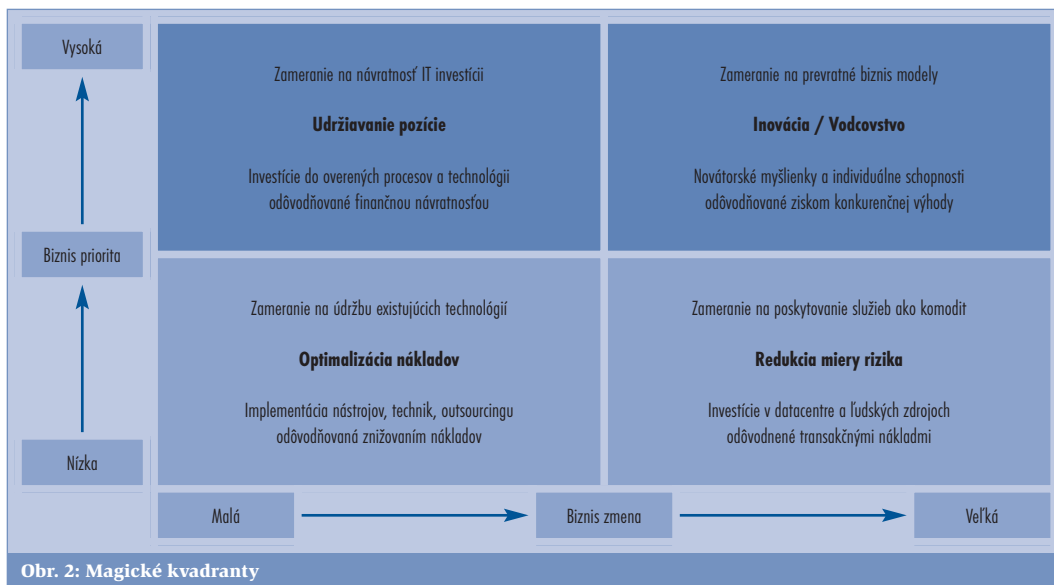 Vysoká
Biznis priorita
Nízka
Zameranie na návratnosť IT investícii
Udržiavanie pozície
Investície do overených procesov a technológii
odôvodňované finančnou návratnosťou
Zameranie na prevratné biznis modely
Inovácia / Vodcovstvo
Novátorské myšlienky a individuálne schopnosti
odôvodňované ziskom konkurenčnej výhody
Zameranie na údržbu existujúcich technológií
Optimalizácia nákladov
Implementácia nástrojov, technik, outsourcingu
odôvodňovaná znižovaním nákladov
Zameranie na poskytovanie služieb ako komodit
Redukcia miery rizika
Investície v datacentre a ľudských zdrojoch
odôvodnené transakčnými nákladmi
Malá
Biznis zmena
Veľká
Obr. 2: Magické kvadranty